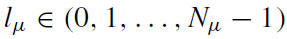 l_μ ∈ (0, 1, . . . , N_μ − 1)